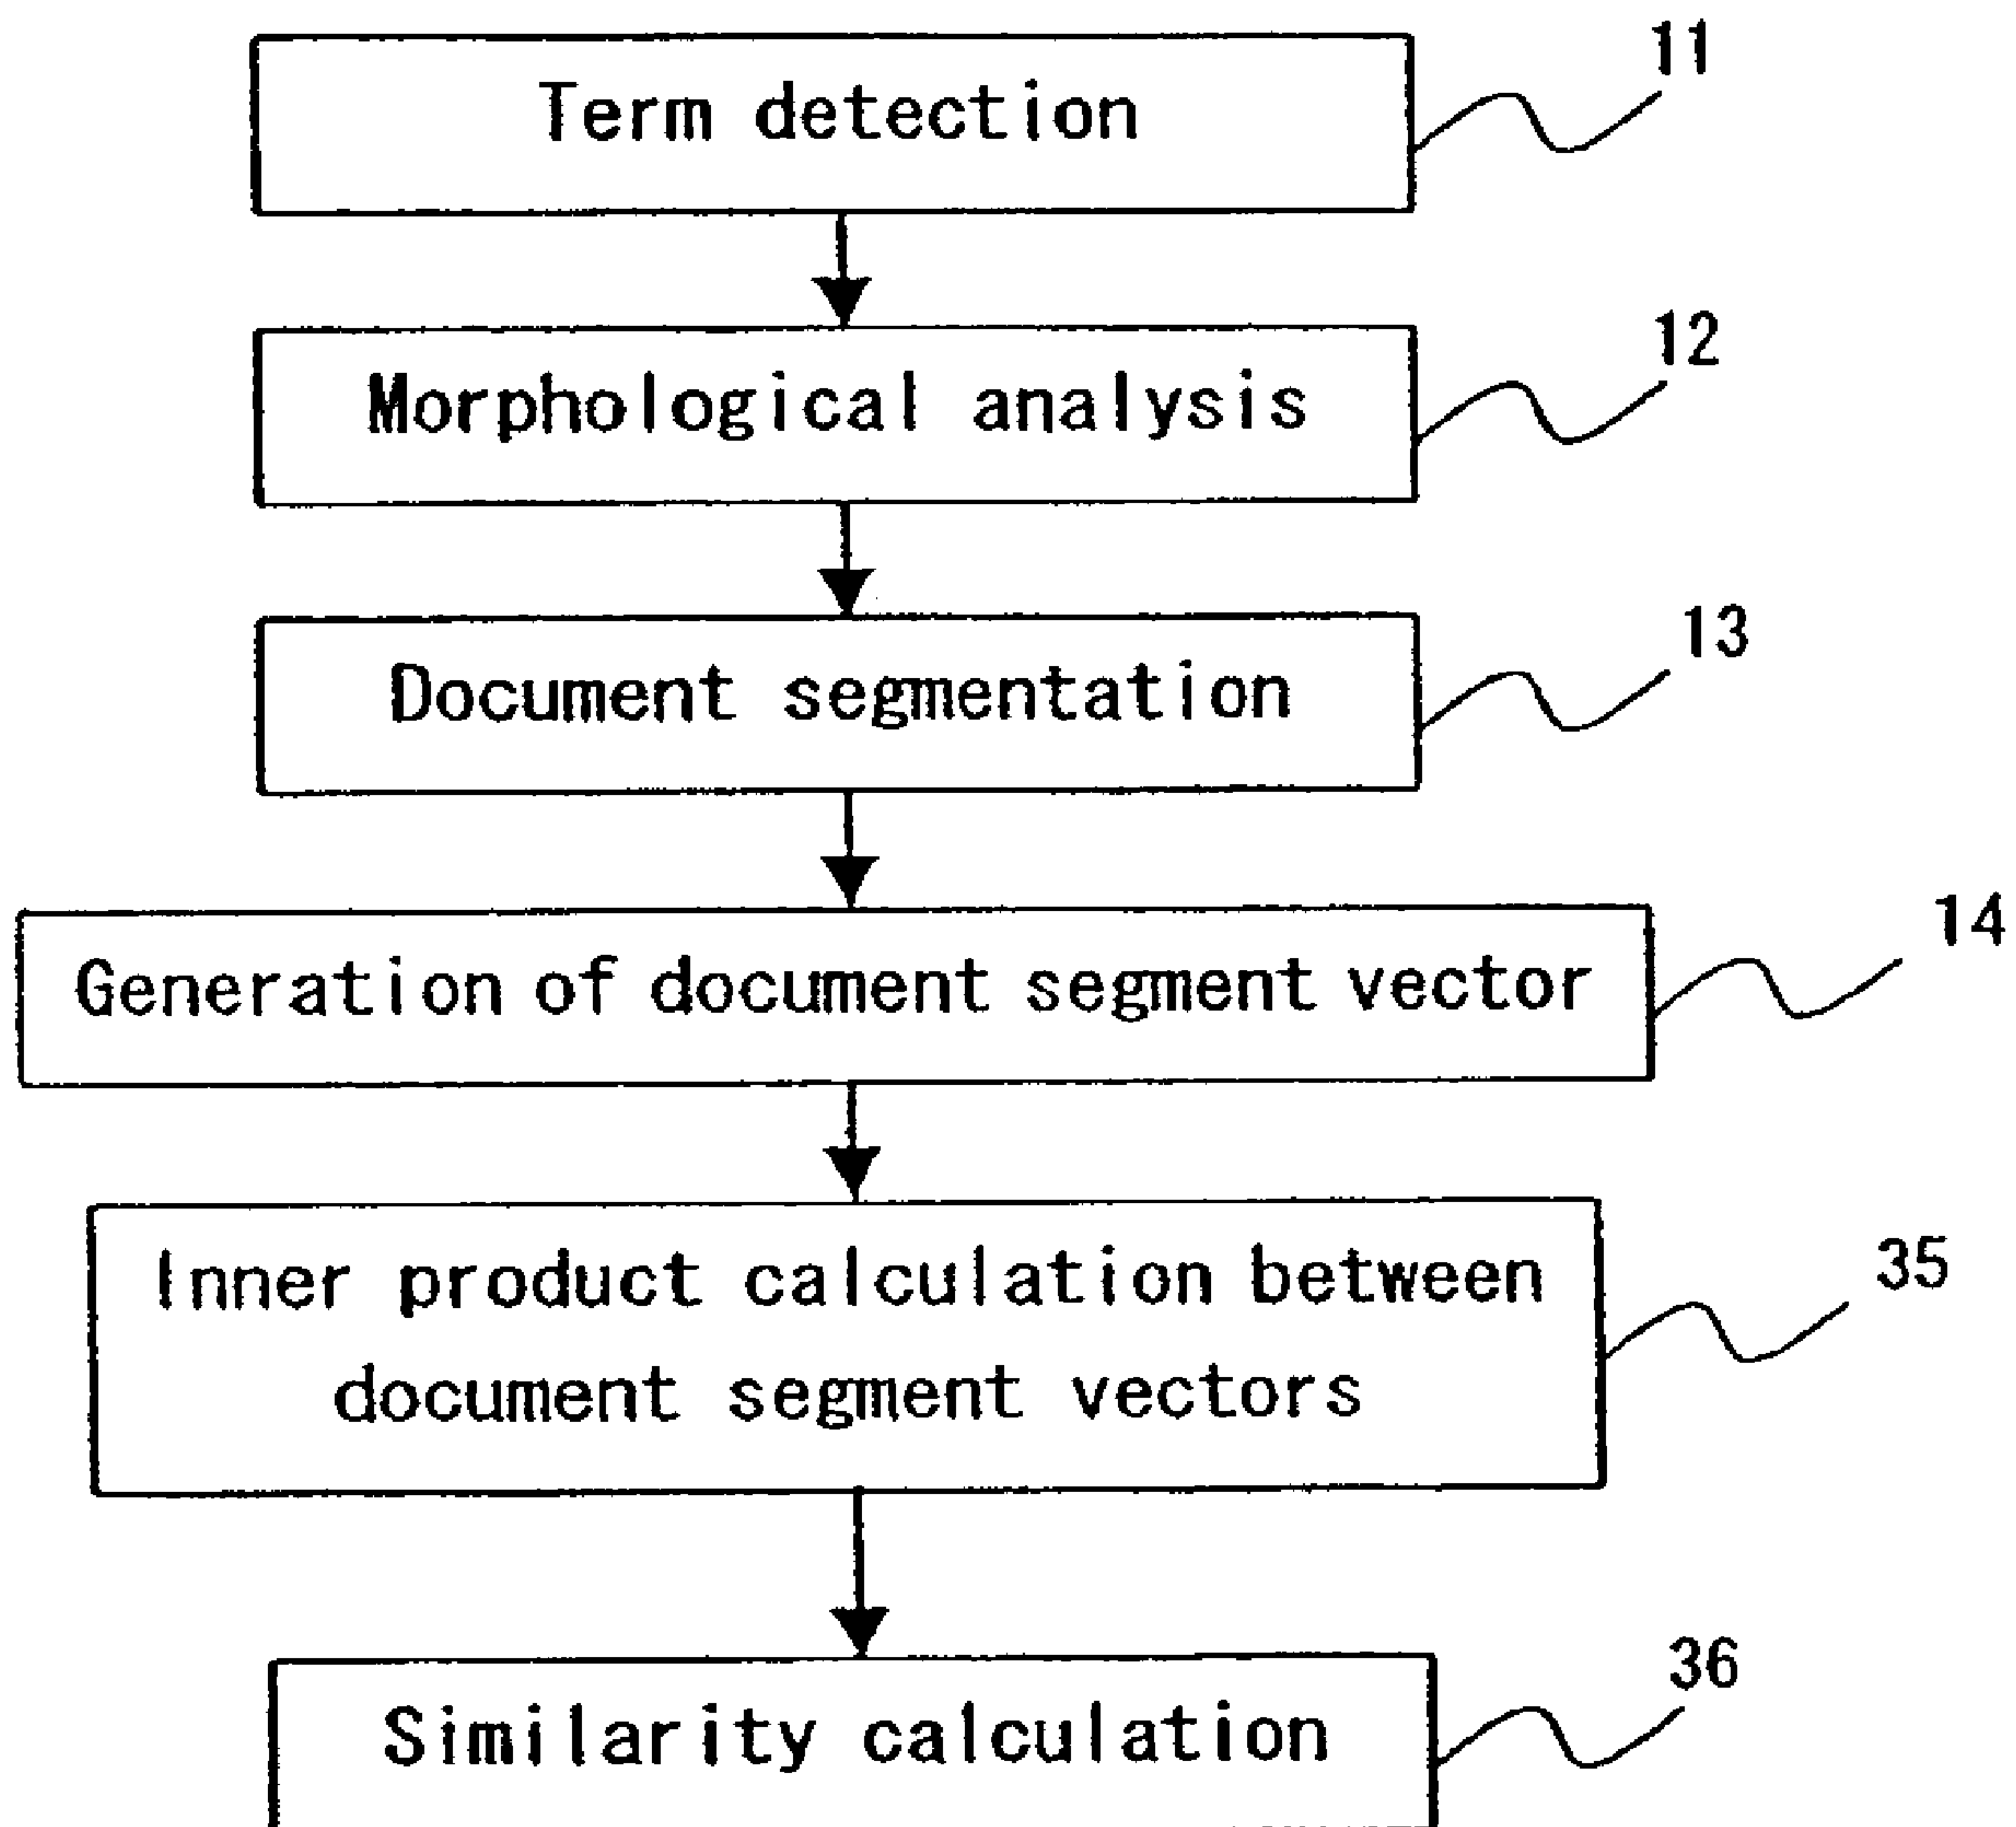 Term detection
11
Morphological analysis
12
Document segmentation
13
Generation of document segment vector
14
Inner product calculation between
document segment vectors
35
Similarity calculation
36